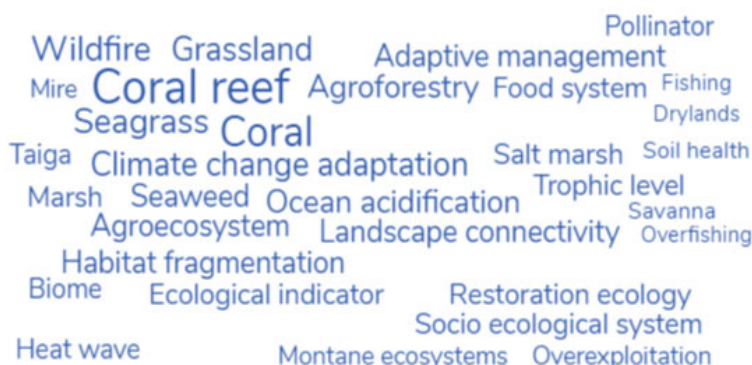 Pollinator
Wildfire Grassland Adaptive management
Mire Coral reef Agroforestry Food system Fishing
Drylands
Seagrass Coral
Taiga Climate change adaptation Salt marsh Soil health
Marsh Seaweed Ocean acidification Trophic level
Savanna
Agroecosystem Landscape connectivity Overfishing
Habitat fragmentation
Biome Ecological indicator Restoration ecology
Socio ecological system
Heat wave Montane ecosystems Overexploitation